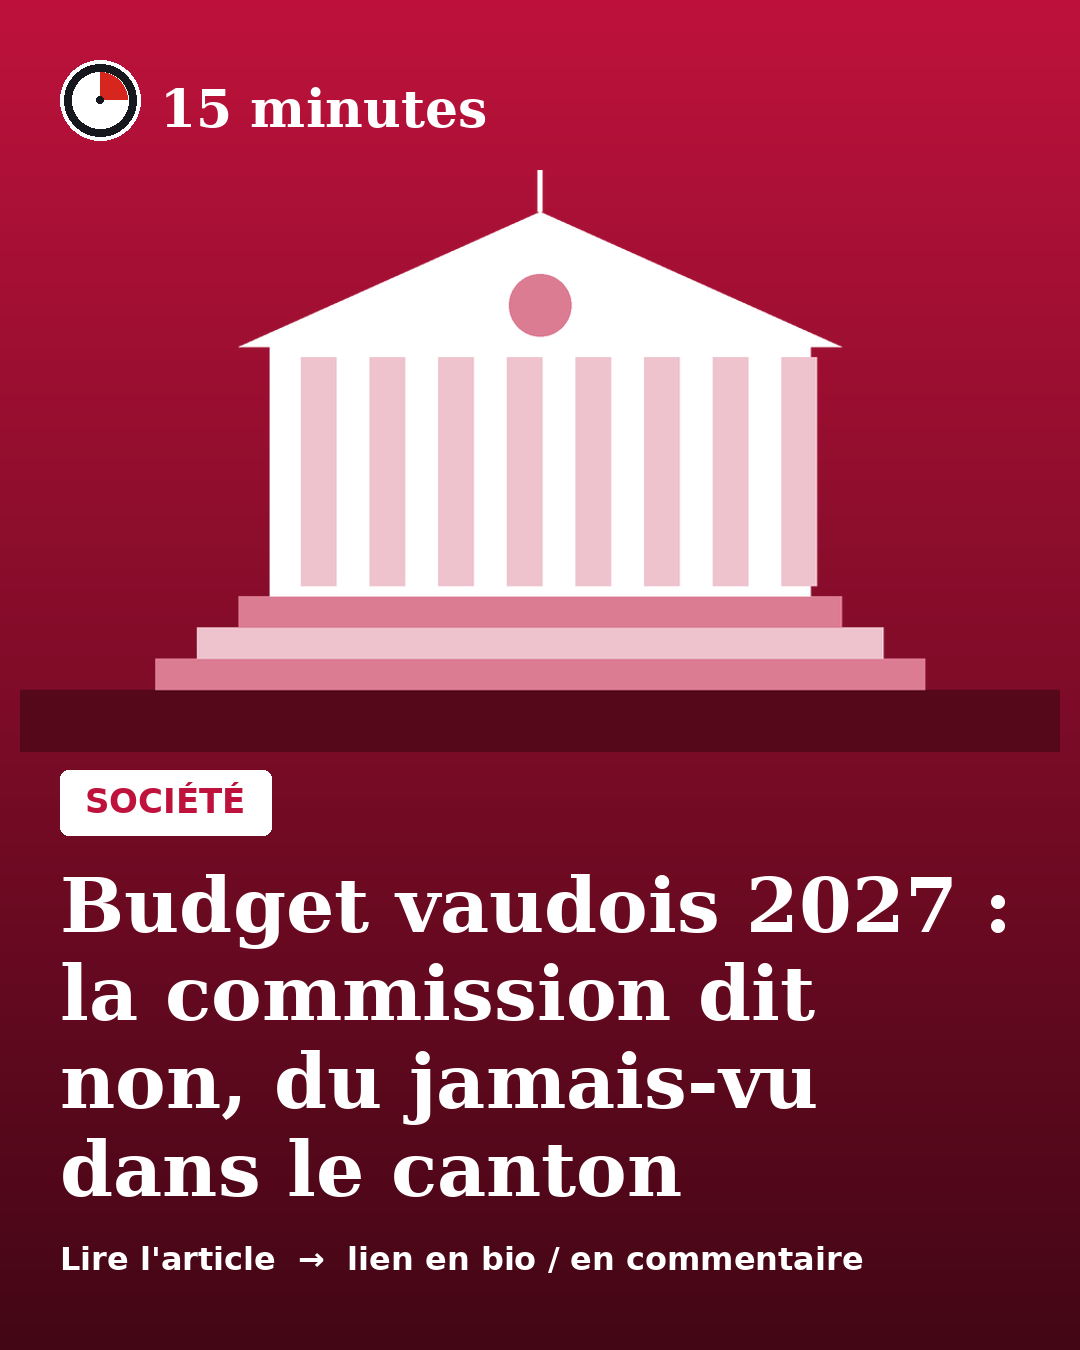 15 minutes
SOCIÉTÉ
Budget vaudois 2027 :
la commission dit
non, du jamais-vu
dans le canton
Lire l'article → lien en bio / en commentaire